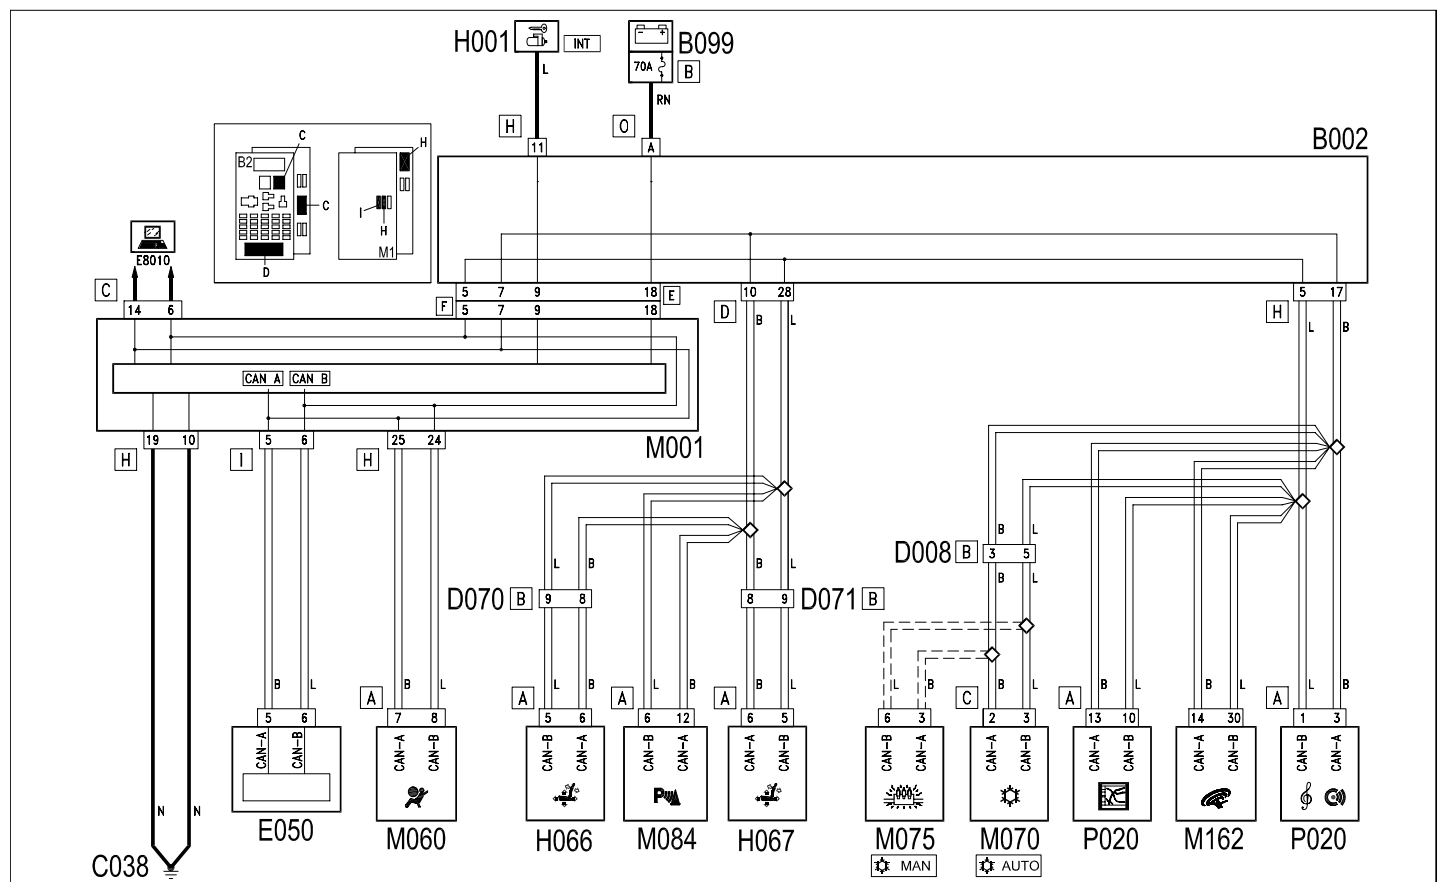 H001 INT B099
70A B
L RN
H O
11 A B002
C H
B2
C
I
H
D M1
E8010
C 5 7 9 18 E 10 28 5 17
14 6 F 5 7 9 18 D H
B L L B
CAN A CAN B
19 10 5 6 25 24 M001
H I H
B L
B L
L B B L D008 B 3 5
D070 B 9 8 8 9 D071 B B L
B L B L L B B L L B B L B L B L L B
A A A A C A A
5 6 7 8 5 6 6 12 6 5 6 3 2 3 13 10 14 30 1 3
CAN-A CAN-B CAN-A CAN-B CAN-B CAN-A CAN-B CAN-A CAN-A CAN-B CAN-B CAN-A CAN-A CAN-B CAN-A CAN-B CAN-A CAN-B CAN-B CAN-A
P
N N
E050 M060 H066 M084 H067 M075 M070 P020 M162 P020
C038 MAN AUTO